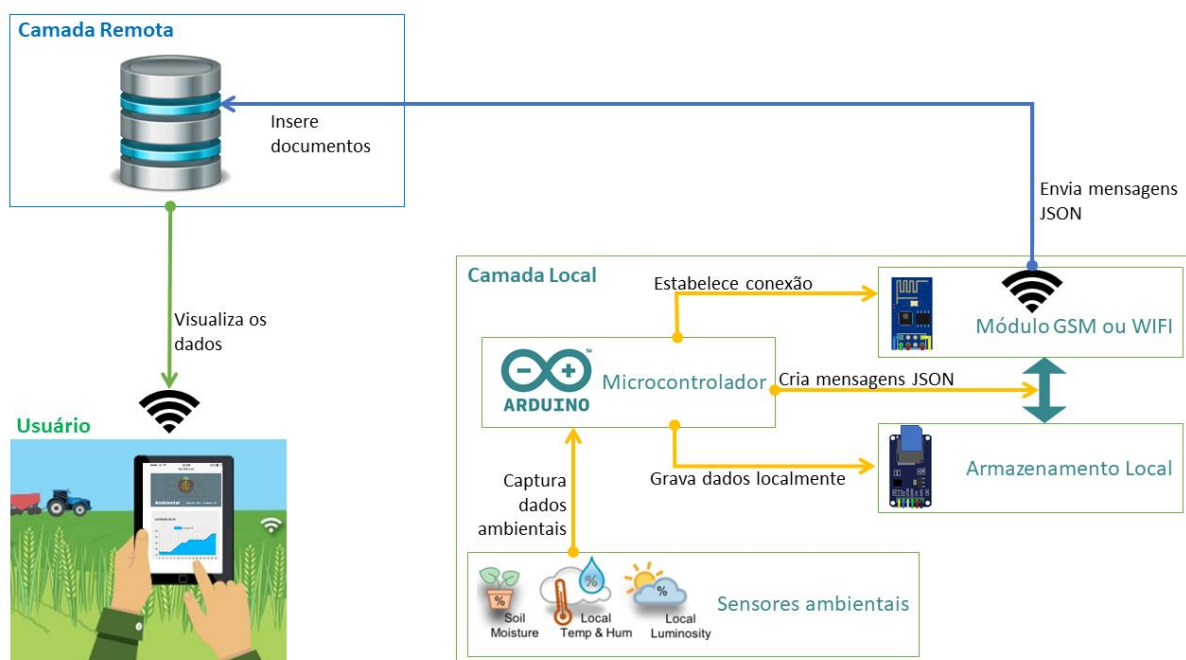 Camada Remota
Insere
documentos
Envia mensagens
JSON
Visualiza os
dados
Usuário
Ambiental
Camada Local
Estabelece conexão
Módulo GSM ou WIFI
Microcontrolador
ARDUINO
TM
Cria mensagens JSON
Grava dados localmente
Armazenamento Local
Captura
dados
ambientais
Sensores ambientais
%
Soil
Moisture
%
Local
Temp & Hum
%
Local
Luminosity